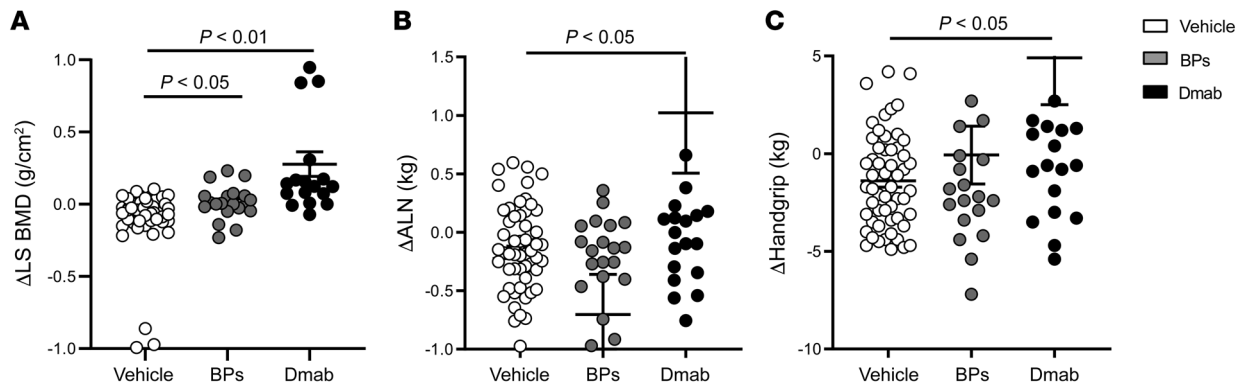 A
P < 0.01
P < 0.05
ΔLS BMD (g/cm²)
1.0
0.5
0.0
-0.5
-1.0
Vehicle
BPs
Dmab
B
P < 0.05
ΔALN (kg)
1.5
1.0
0.5
0.0
-0.5
-1.0
Vehicle
BPs
Dmab
C
P < 0.05
ΔHandgrip (kg)
5
0
-5
-10
Vehicle
BPs
Dmab
Vehicle
BPs
Dmab